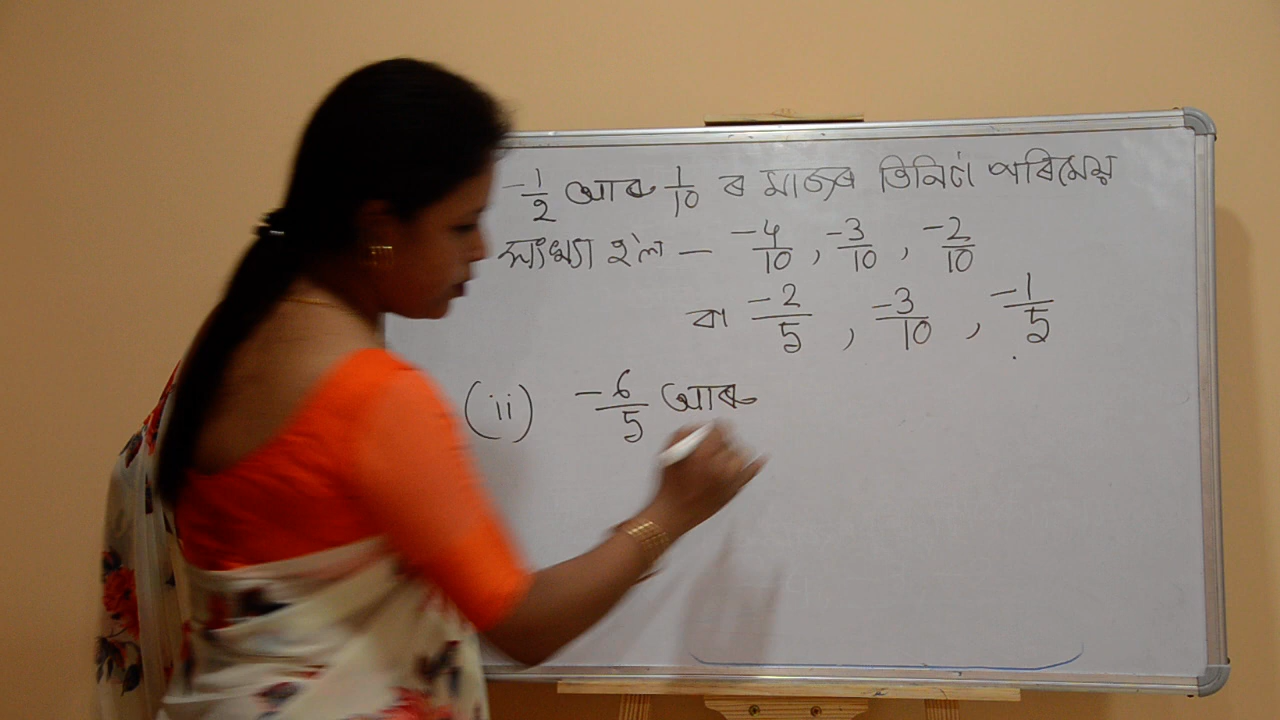 -1/2 আৰু 1/10 ৰ মাজৰ তিনিটা পৰিমেয়
সংখ্যা হ'ল — -4/10 , -3/10 , -2/10
বা -2/5 , -3/10 , -1/5
(ii) -6/5 আৰু